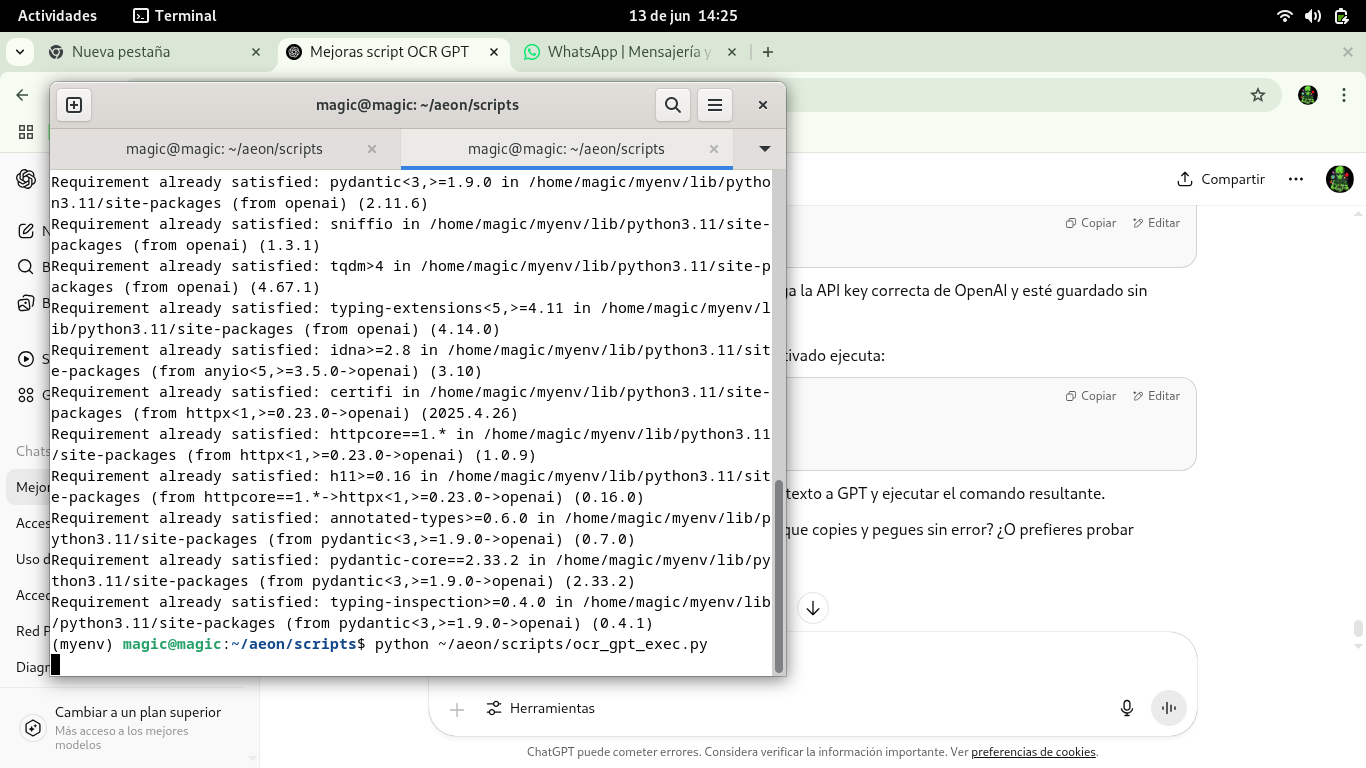 Actividades
Terminal
13 de jun 14:25
Nueva pestaña
Mejoras script OCR GPT
WhatsApp | Mensajería y
magic@magic: ~/aeon/scripts
magic@magic: ~/aeon/scripts
magic@magic: ~/aeon/scripts
Requirement already satisfied: pydantic<3,>=1.9.0 in /home/magic/myenv/lib/pytho
n3.11/site-packages (from openai) (2.11.6)
Requirement already satisfied: sniffio in /home/magic/myenv/lib/python3.11/site-
packages (from openai) (1.3.1)
Requirement already satisfied: tqdm>4 in /home/magic/myenv/lib/python3.11/site-p
ackages (from openai) (4.67.1)
Requirement already satisfied: typing-extensions<5,>=4.11 in /home/magic/myenv/l
ib/python3.11/site-packages (from openai) (4.14.0)
Requirement already satisfied: idna>=2.8 in /home/magic/myenv/lib/python3.11/sit
e-packages (from anyio<5,>=3.5.0->openai) (3.10)
Requirement already satisfied: certifi in /home/magic/myenv/lib/python3.11/site-
packages (from httpx<1,>=0.23.0->openai) (2025.4.26)
Requirement already satisfied: httpcore==1.* in /home/magic/myenv/lib/python3.11
/site-packages (from httpx<1,>=0.23.0->openai) (1.0.9)
Requirement already satisfied: h11>=0.16 in /home/magic/myenv/lib/python3.11/sit
e-packages (from httpcore==1.*->httpx<1,>=0.23.0->openai) (0.16.0)
Requirement already satisfied: annotated-types>=0.6.0 in /home/magic/myenv/lib/p
ython3.11/site-packages (from pydantic<3,>=1.9.0->openai) (0.7.0)
Requirement already satisfied: pydantic-core==2.33.2 in /home/magic/myenv/lib/py
thon3.11/site-packages (from pydantic<3,>=1.9.0->openai) (2.33.2)
Requirement already satisfied: typing-inspection>=0.4.0 in /home/magic/myenv/lib
/python3.11/site-packages (from pydantic<3,>=1.9.0->openai) (0.4.1)
(myenv) magic@magic:~/aeon/scripts$ python ~/aeon/scripts/ocr_gpt_exec.py
Compartir
Copiar
Editar
la API key correcta de OpenAI y esté guardado sin
tivado ejecuta:
Copiar
Editar
texto a GPT y ejecutar el comando resultante.
que copies y pegues sin error? ¿O prefieres probar
Chats
Mejor
Acces
Uso d
Acced
Red P
Diagr
Cambiar a un plan superior
Más acceso a los mejores
modelos
Herramientas
ChatGPT puede cometer errores. Considera verificar la información importante. Ver preferencias de cookies.